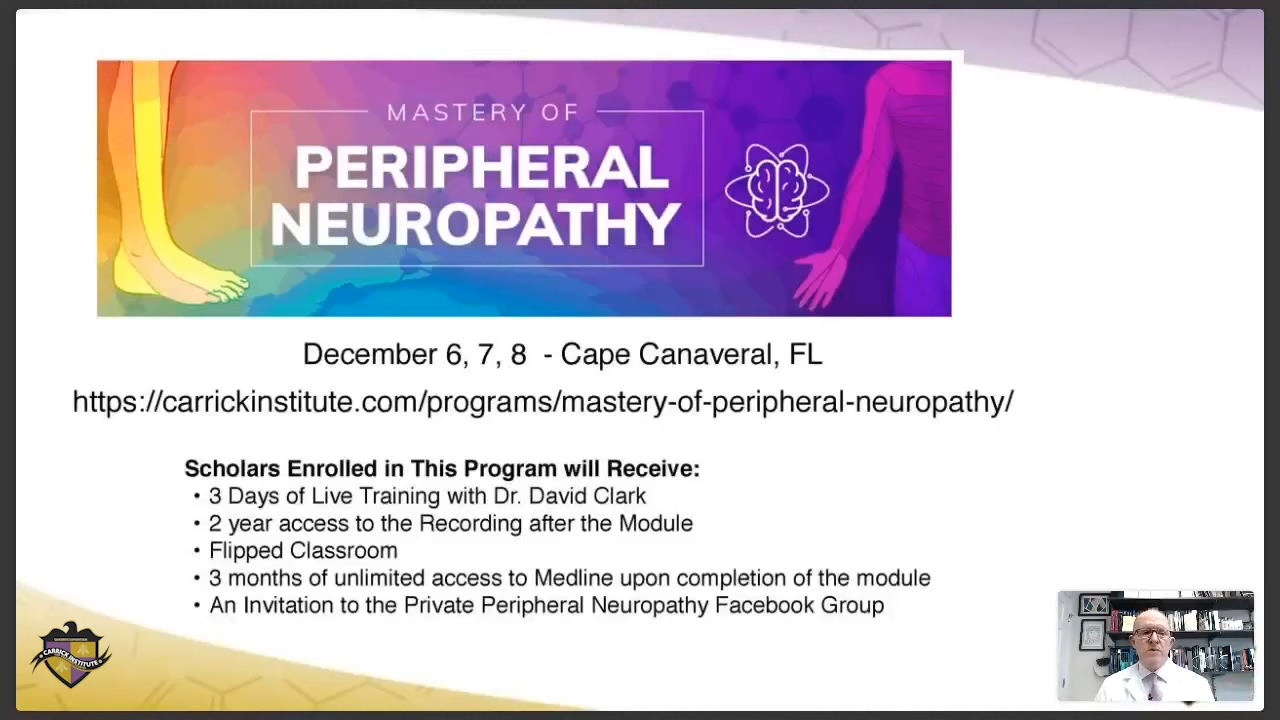 MASTERY OF
PERIPHERAL
NEUROPATHY
December 6, 7, 8 - Cape Canaveral, FL
https://carrickinstitute.com/programs/mastery-of-peripheral-neuropathy/
Scholars Enrolled in This Program will Receive:
• 3 Days of Live Training with Dr. David Clark
• 2 year access to the Recording after the Module
• Flipped Classroom
• 3 months of unlimited access to Medline upon completion of the module
• An Invitation to the Private Peripheral Neuropathy Facebook Group
CARRICK INSTITUTE